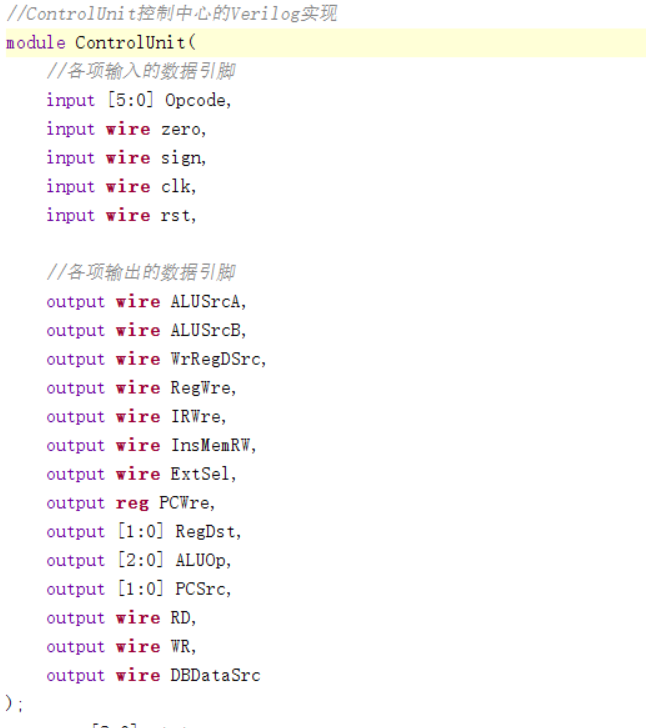 //ControlUnit控制中心的Verilog实现
module ControlUnit(
//各项输入的数据引脚
input [5:0] Opcode,
input wire zero,
input wire sign,
input wire clk,
input wire rst,
//各项输出的数据引脚
output wire ALUSrcA,
output wire ALUSrcB,
output wire WrRegDSrc,
output wire RegWre,
output wire IRWre,
output wire InsMemRW,
output wire ExtSel,
output reg PCWre,
output [1:0] RegDst,
output [2:0] ALUOp,
output [1:0] PCSrc,
output wire RD,
output wire WR,
output wire DBDataSrc
);